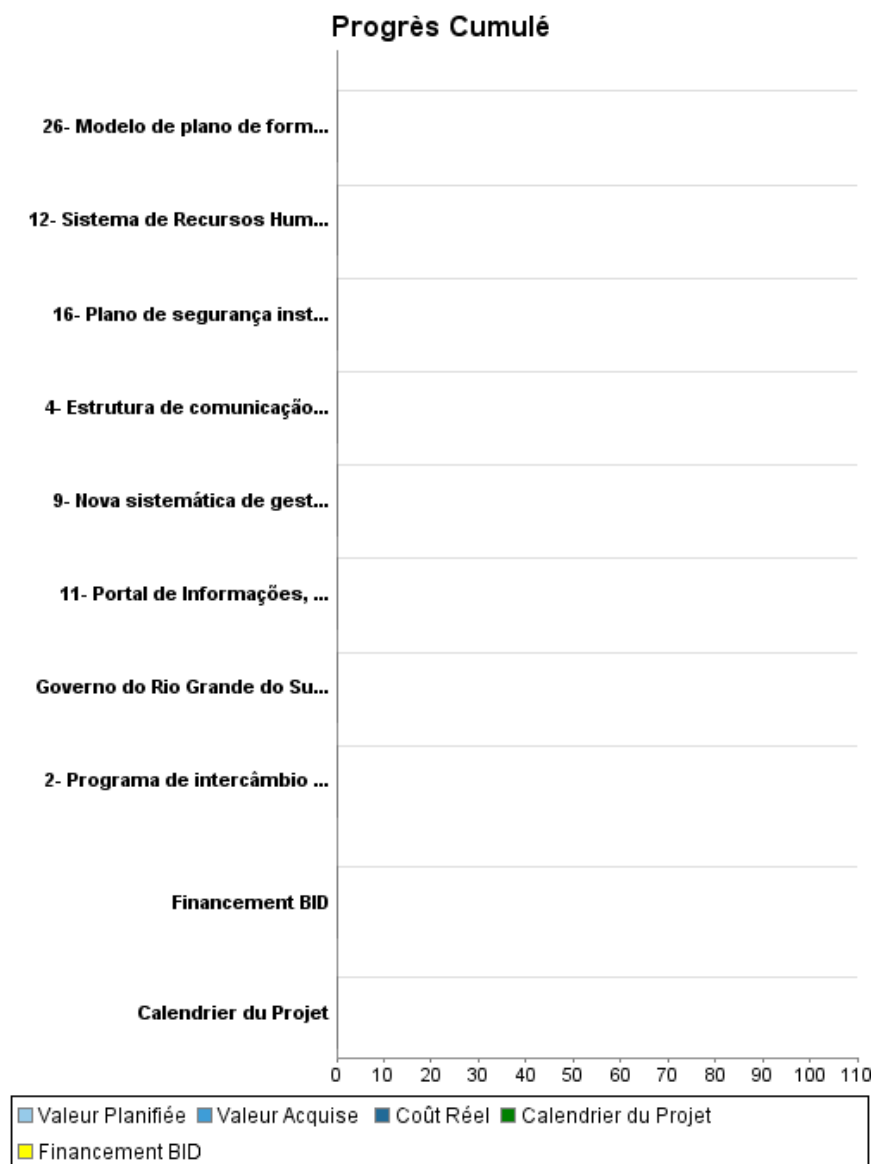 Progrès Cumulé
26- Modelo de plano de form...
12- Sistema de Recursos Hum...
16- Plano de segurança inst...
4- Estrutura de comunicação...
9- Nova sistemática de gest...
11- Portal de Informações, ...
Governo do Rio Grande do Su...
2- Programa de intercâmbio ...
Financement BID
Calendrier du Projet
0 10 20 30 40 50 60 70 80 90 100 110
Valeur Planifiée Valeur Acquise Coût Réel Calendrier du Projet
Financement BID